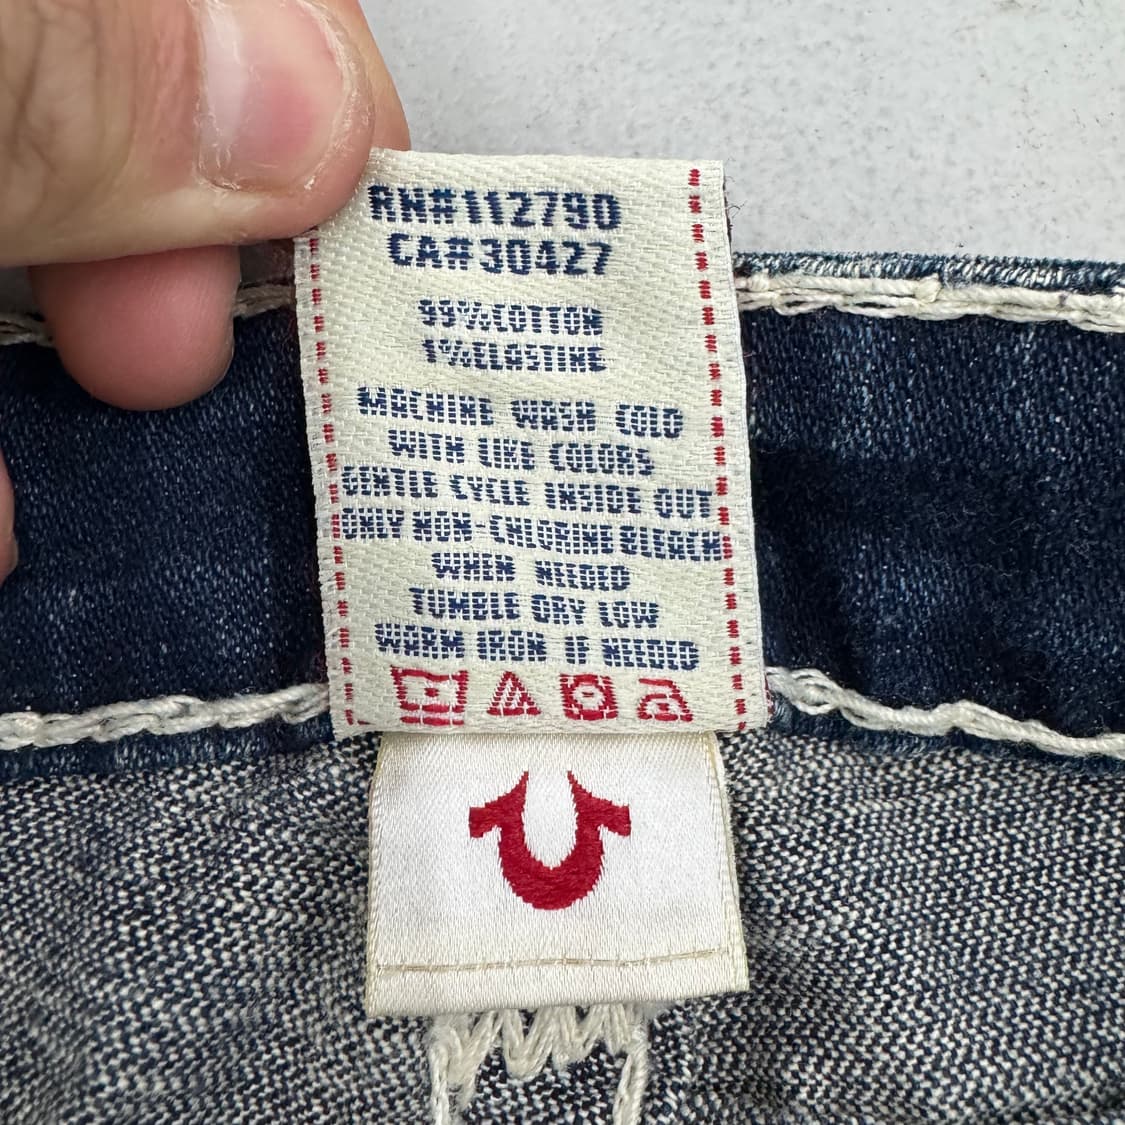 RN#112790
CA#30427
99%COTTON
1%ELASTINE
MACHINE WASH COLD
WITH LIKE COLORS
GENTLE CYCLE INSIDE OUT
ONLY NON-CHLORINE BLEACH
WHEN NEEDED
TUMBLE DRY LOW
WARM IRON IF NEEDED